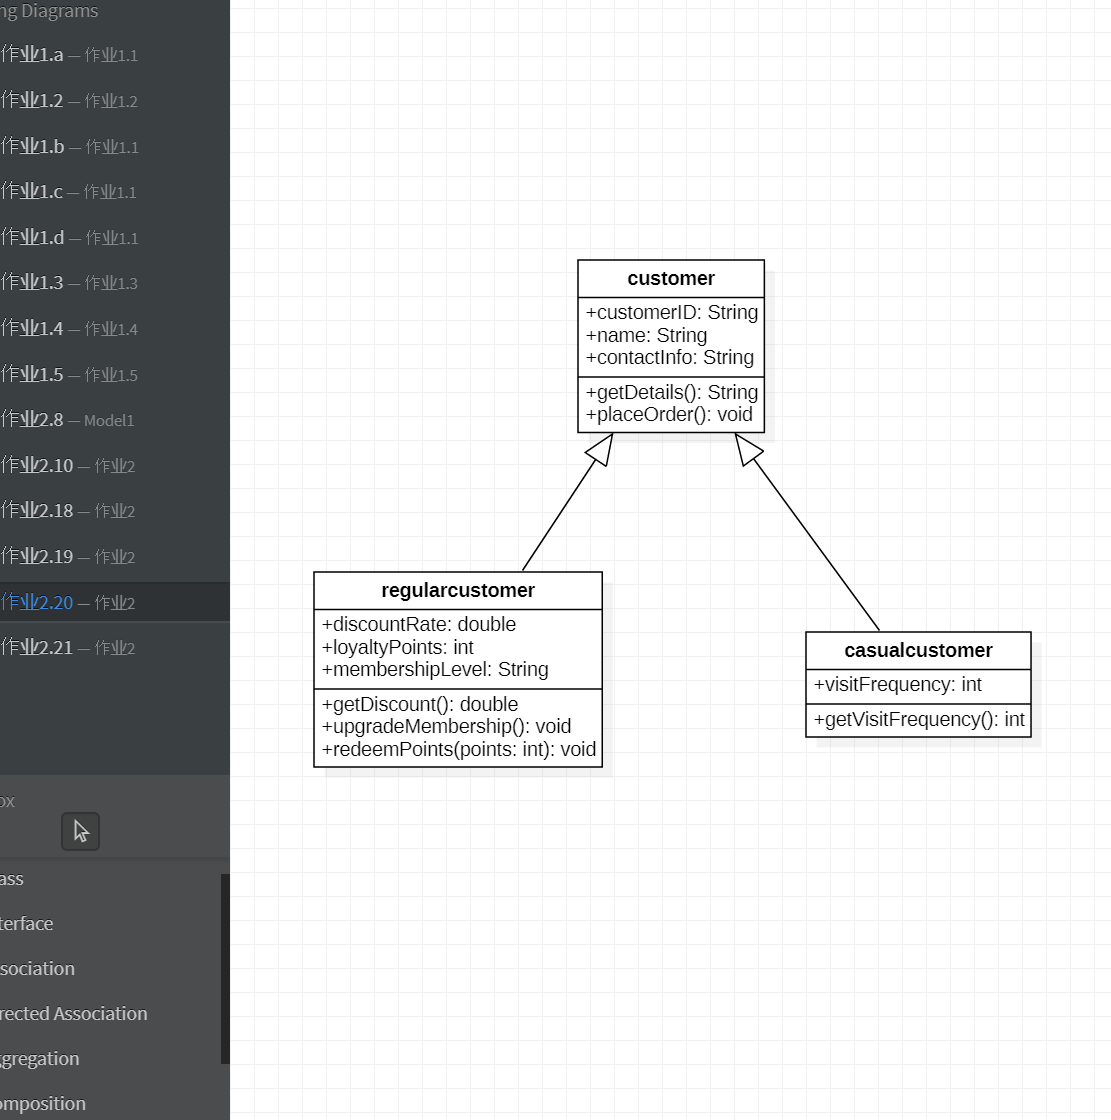 ng Diagrams
作业1.a — 作业1.1
作业1.2 — 作业1.2
作业1.b — 作业1.1
作业1.c — 作业1.1
作业1.d — 作业1.1
作业1.3 — 作业1.3
作业1.4 — 作业1.4
作业1.5 — 作业1.5
作业2.8 — Model1
作业2.10 — 作业2
作业2.18 — 作业2
作业2.19 — 作业2
作业2.20 — 作业2
作业2.21 — 作业2
ox
ass
terface
sociation
rected Association
ggregation
omposition
customer
+customerID: String
+name: String
+contactInfo: String
+getDetails(): String
+placeOrder(): void
regularcustomer
+discountRate: double
+loyaltyPoints: int
+membershipLevel: String
+getDiscount(): double
+upgradeMembership(): void
+redeemPoints(points: int): void
casualcustomer
+visitFrequency: int
+getVisitFrequency(): int